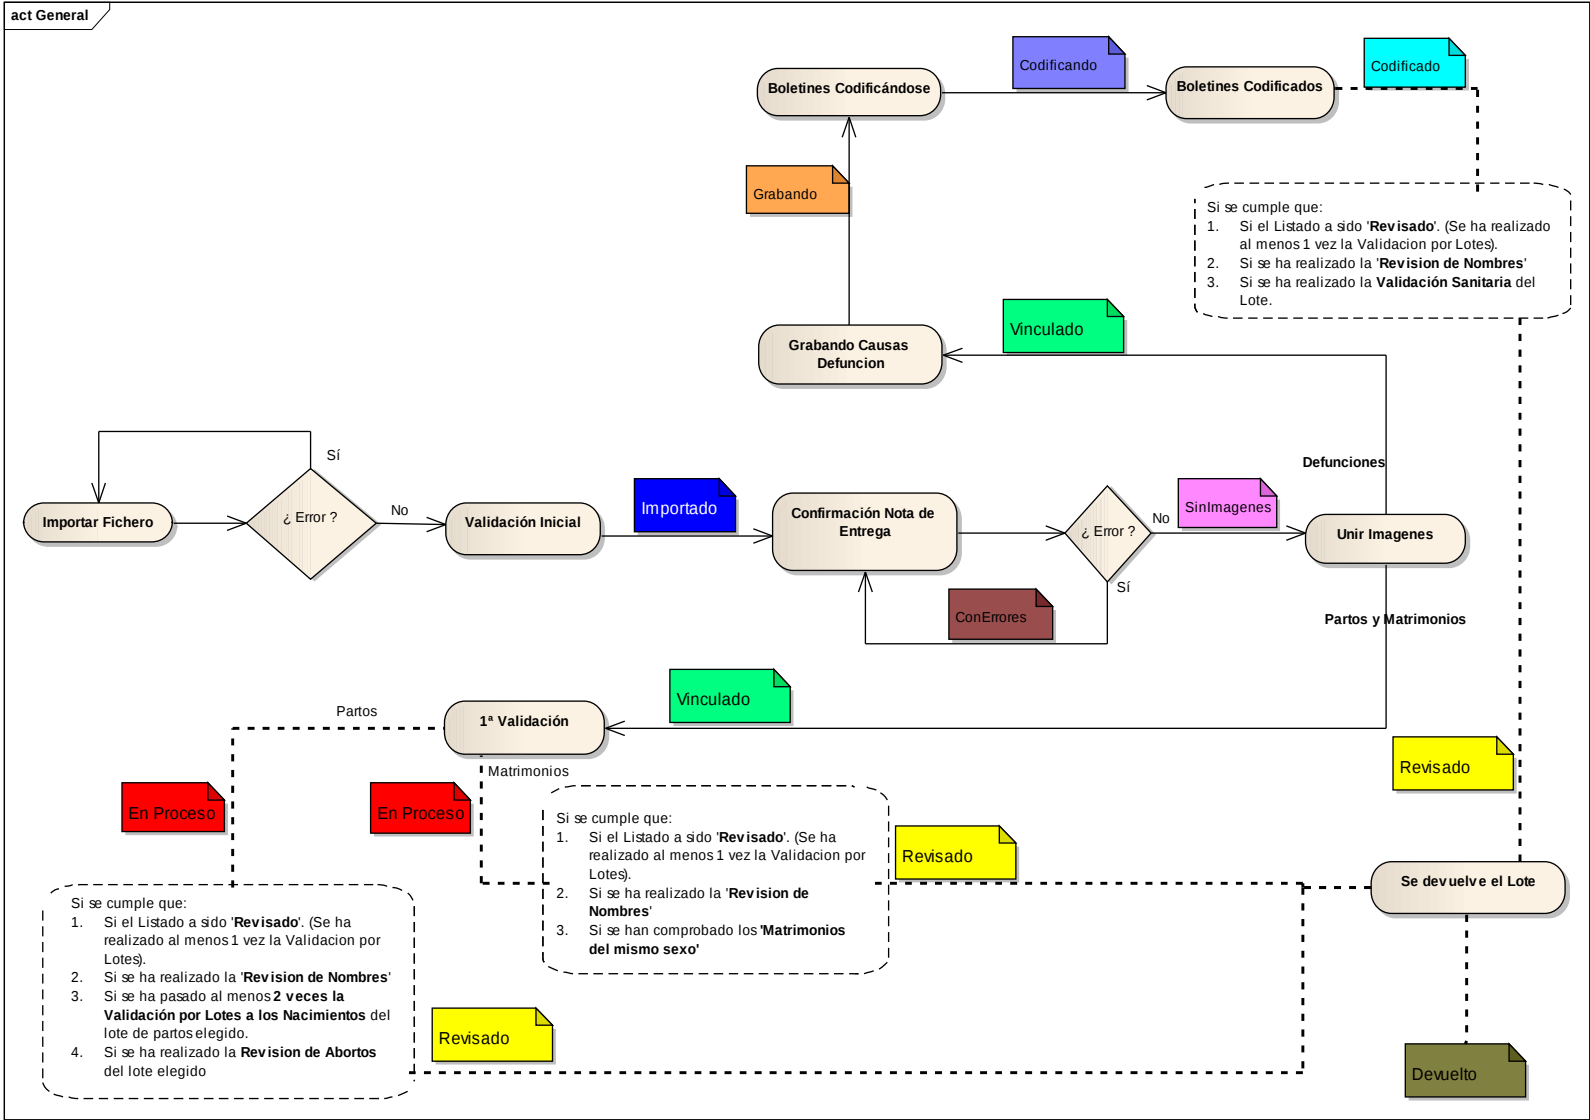 act General
Codificando
Codificado
Boletines Codificándose
Boletines Codificados
Grabando
Si se cumple que:
1. Si el Listado a sido 'Revisado'. (Se ha realizado
al menos 1 vez la Validacion por Lotes).
2. Si se ha realizado la 'Revision de Nombres'
3. Si se ha realizado la Validación Sanitaria del
Lote.
Vinculado
Grabando Causas
Defuncion
Defunciones
Sí
Importar Fichero
¿ Error ?
No
Validación Inicial
Importado
Confirmación Nota de
Entrega
¿ Error ?
No
SinImagenes
Unir Imagenes
Sí
ConErrores
Partos y Matrimonios
Vinculado
Partos
1ª Validación
Matrimonios
Revisado
En Proceso
En Proceso
Si se cumple que:
1. Si el Listado a sido 'Revisado'. (Se ha
realizado al menos 1 vez la Validacion por
Lotes).
2. Si se ha realizado la 'Revision de
Nombres'
3. Si se han comprobado los 'Matrimonios
del mismo sexo'
Revisado
Se devuelve el Lote
Si se cumple que:
1. Si el Listado a sido 'Revisado'. (Se ha
realizado al menos 1 vez la Validacion por
Lotes).
2. Si se ha realizado la 'Revision de Nombres'
3. Si se ha pasado al menos 2 veces la
Validación por Lotes a los Nacimientos del
lote de partos elegido.
4. Si se ha realizado la Revision de Abortos
del lote elegido
Revisado
Devuelto